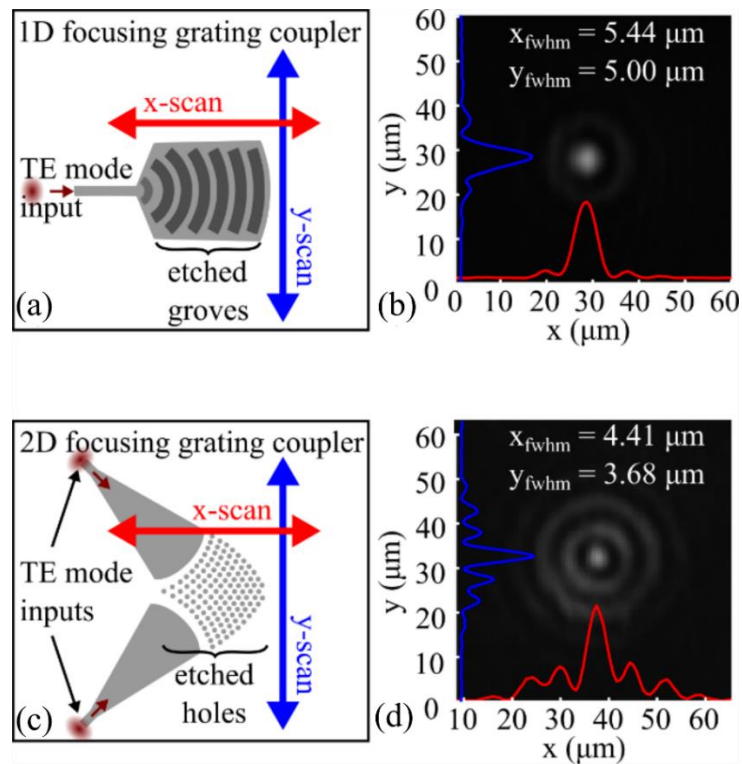 1D focusing grating coupler
x-scan
TE mode
input
y-scan
etched
groves
(a)
x_fwhm = 5.44 μm
y_fwhm = 5.00 μm
60
50
40
30
20
10
0
y (μm)
0 10 20 30 40 50 60
x (μm)
(b)
2D focusing grating coupler
x-scan
TE mode
inputs
y-scan
etched
holes
(c)
x_fwhm = 4.41 μm
y_fwhm = 3.68 μm
60
50
40
30
20
10
0
y (μm)
10 20 30 40 50 60
x (μm)
(d)